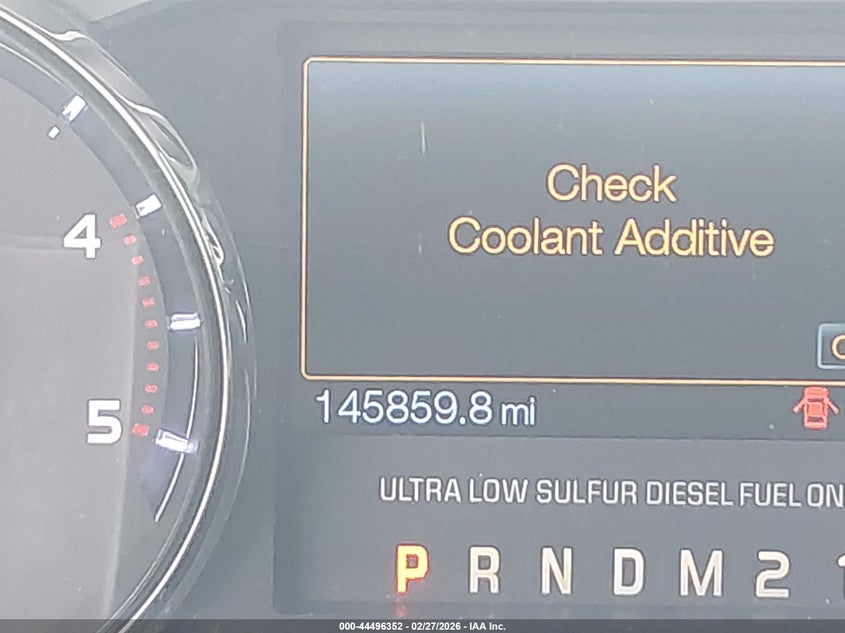 Check
Coolant Additive
4
5
145859.8 mi
ULTRA LOW SULFUR DIESEL FUEL
P R N D M 2
000-44496352 - 02/27/2026 - IAA Inc.